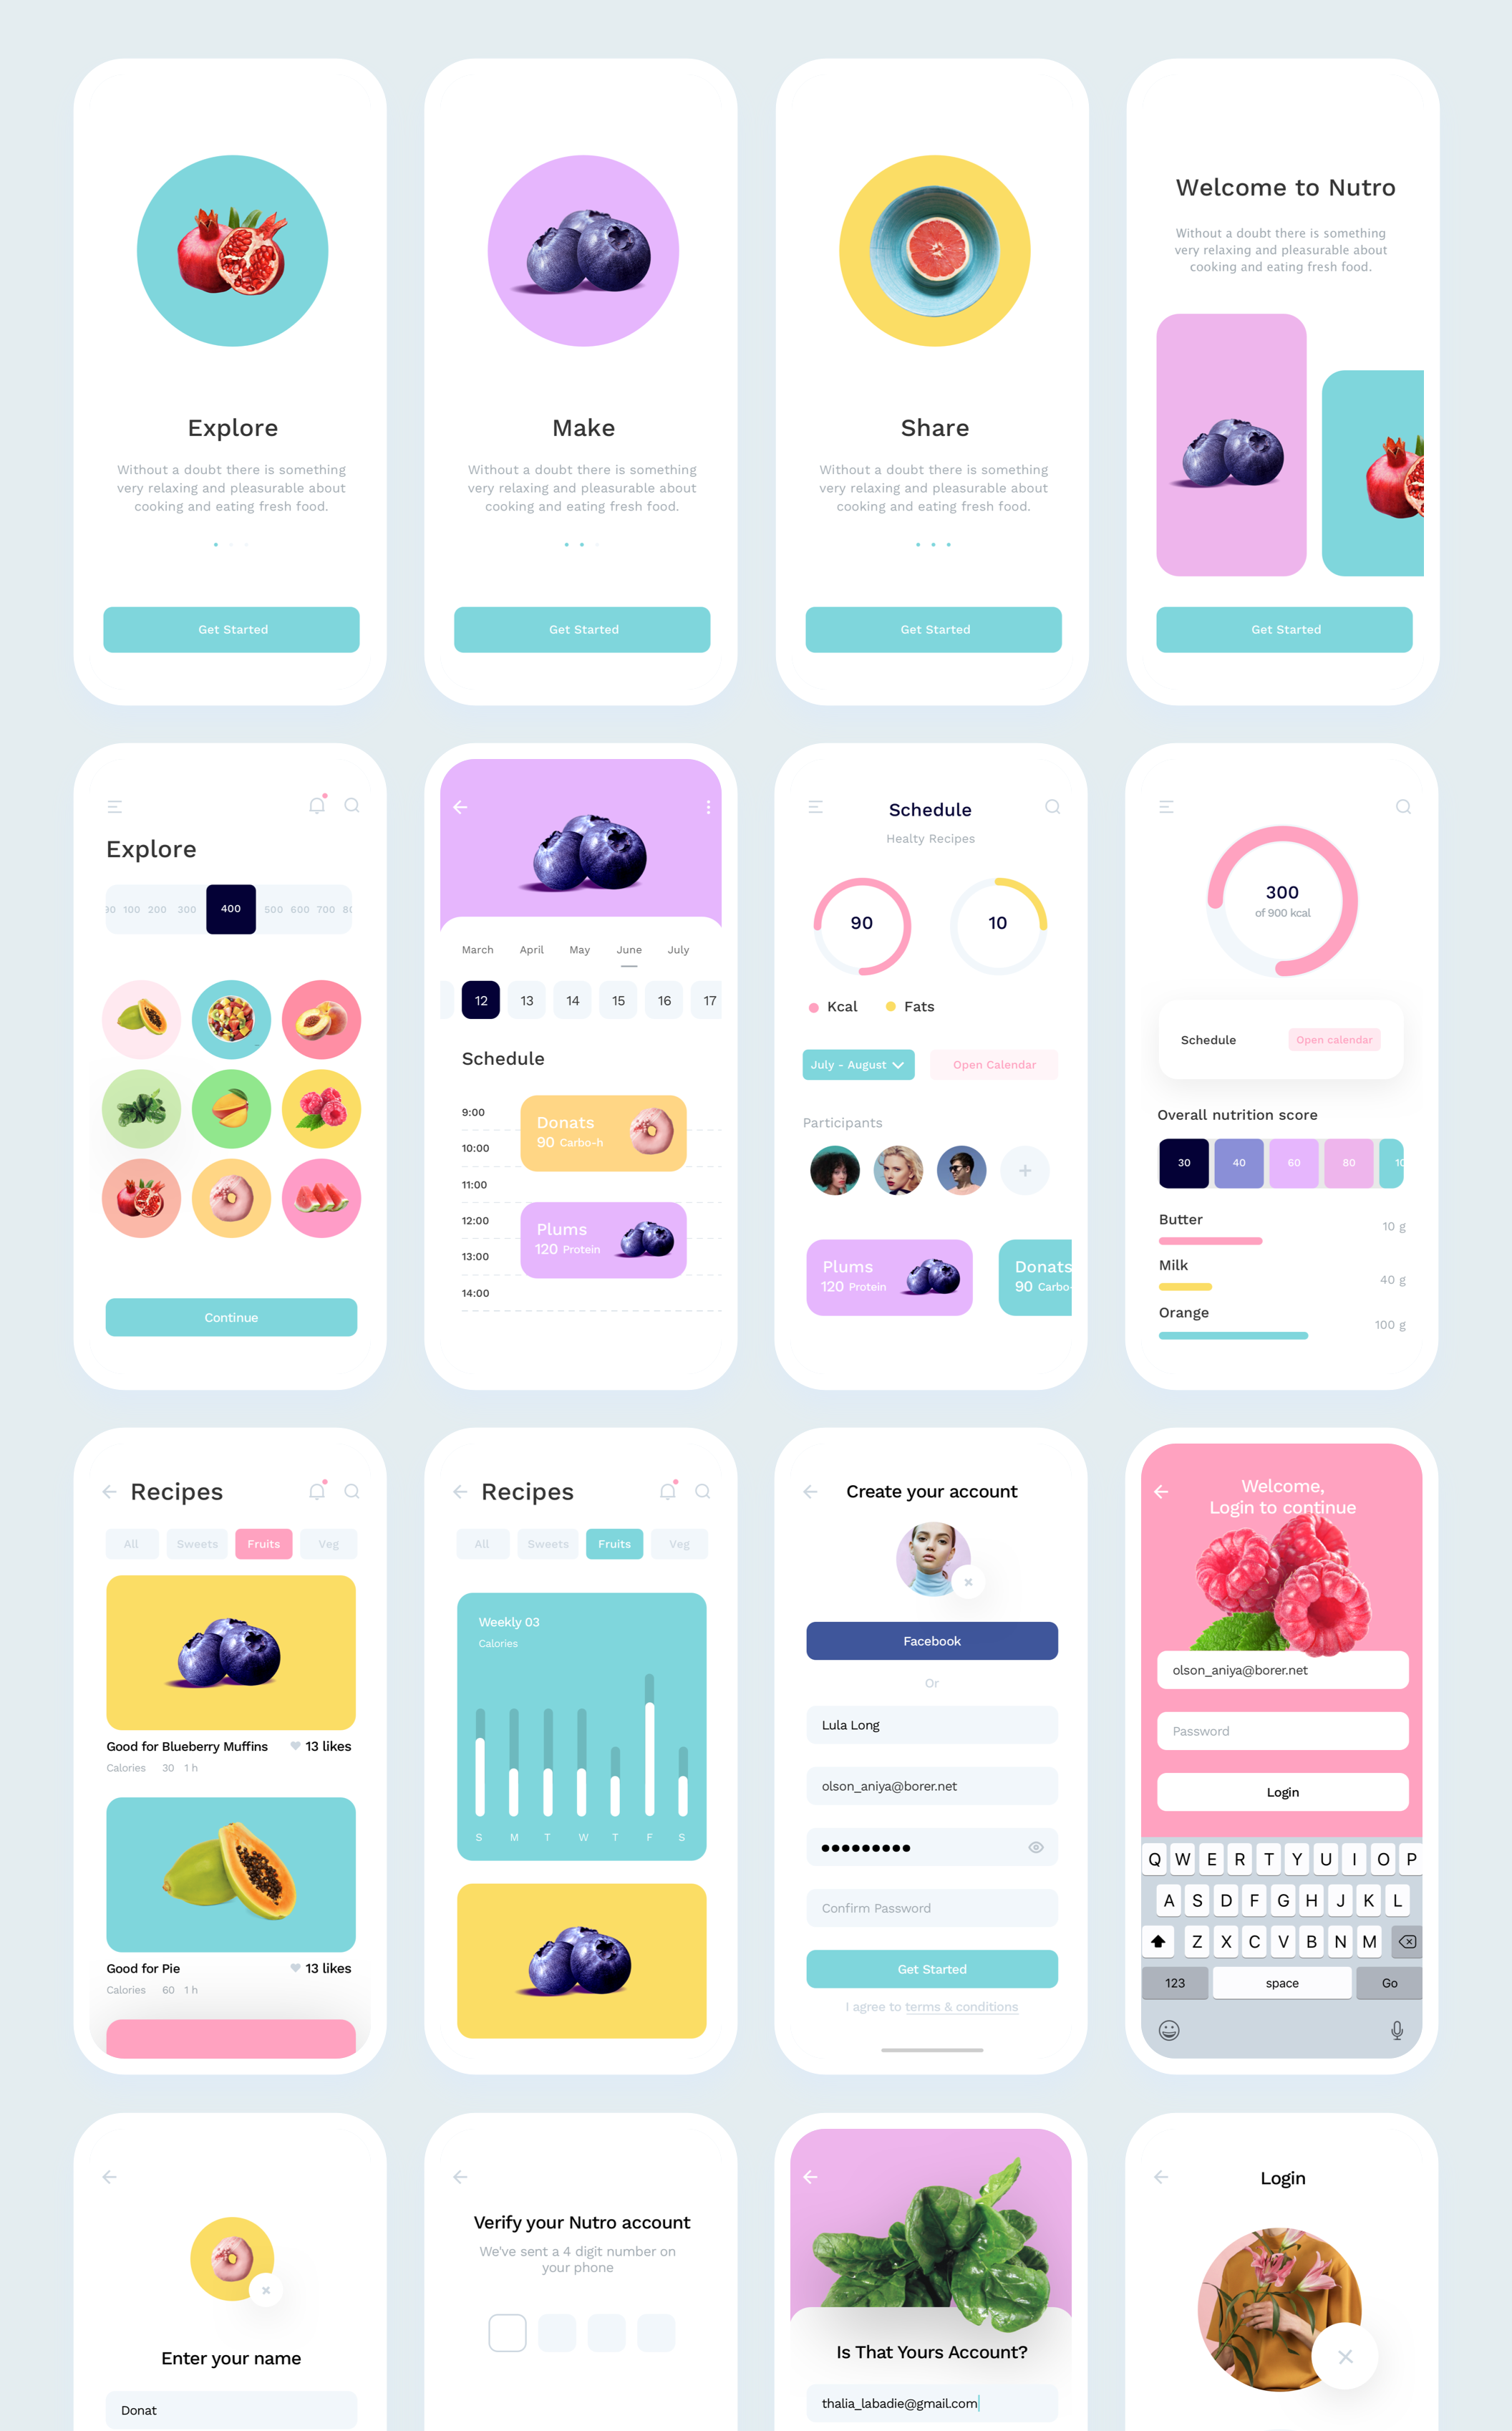 Explore
Without a doubt there is something
very relaxing and pleasurable about
cooking and eating fresh food.
Get Started
Make
Without a doubt there is something
very relaxing and pleasurable about
cooking and eating fresh food.
Get Started
Share
Without a doubt there is something
very relaxing and pleasurable about
cooking and eating fresh food.
Get Started
Welcome to Nutro
Without a doubt there is something
very relaxing and pleasurable about
cooking and eating fresh food.
Get Started
Explore
100 200 300 400 500 600 700
Continue
March April May June July
12 13 14 15 16 17
Schedule
9:00
Donats
90 Carbo-h
10:00
11:00
12:00
Plums
120 Protein
13:00
14:00
Schedule
Healty Recipes
90
10
Kcal Fats
July - August Open Calendar
Participants
+
Plums
120 Protein
Donats
90 Carbo-
300
of 900 kcal
Schedule Open calendar
Overall nutrition score
30 40 60 80
Butter 10 g
Milk 40 g
Orange 100 g
Recipes
All Sweets Fruits Veg
Good for Blueberry Muffins 13 likes
Calories 30 1 h
Good for Pie 13 likes
Calories 60 1 h
Recipes
All Sweets Fruits Veg
Weekly 03
Calories
S M T W T F S
Create your account
Facebook
Or
Lula Long
olson_aniya@borer.net
Confirm Password
Get Started
I agree to terms & conditions
Welcome,
Login to continue
olson_aniya@borer.net
Password
Login
Q W E R T Y U I O P
A S D F G H J K L
Z X C V B N M
123 space Go
Enter your name
Donat
Verify your Nutro account
We've sent a 4 digit number on
your phone
Is That Yours Account?
thalia_labadie@gmail.com
Login